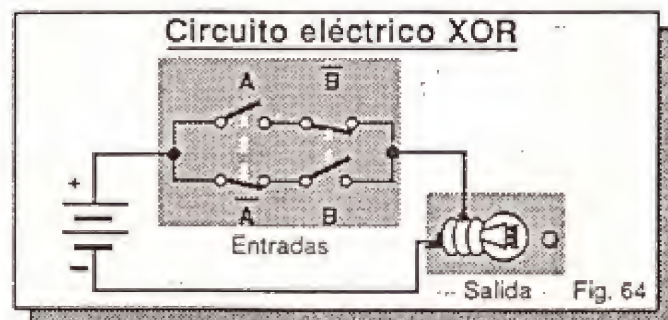 Circuito eléctrico XOR
A B̅
+
A̅ B
Entradas
Q
−
Salida Fig. 64